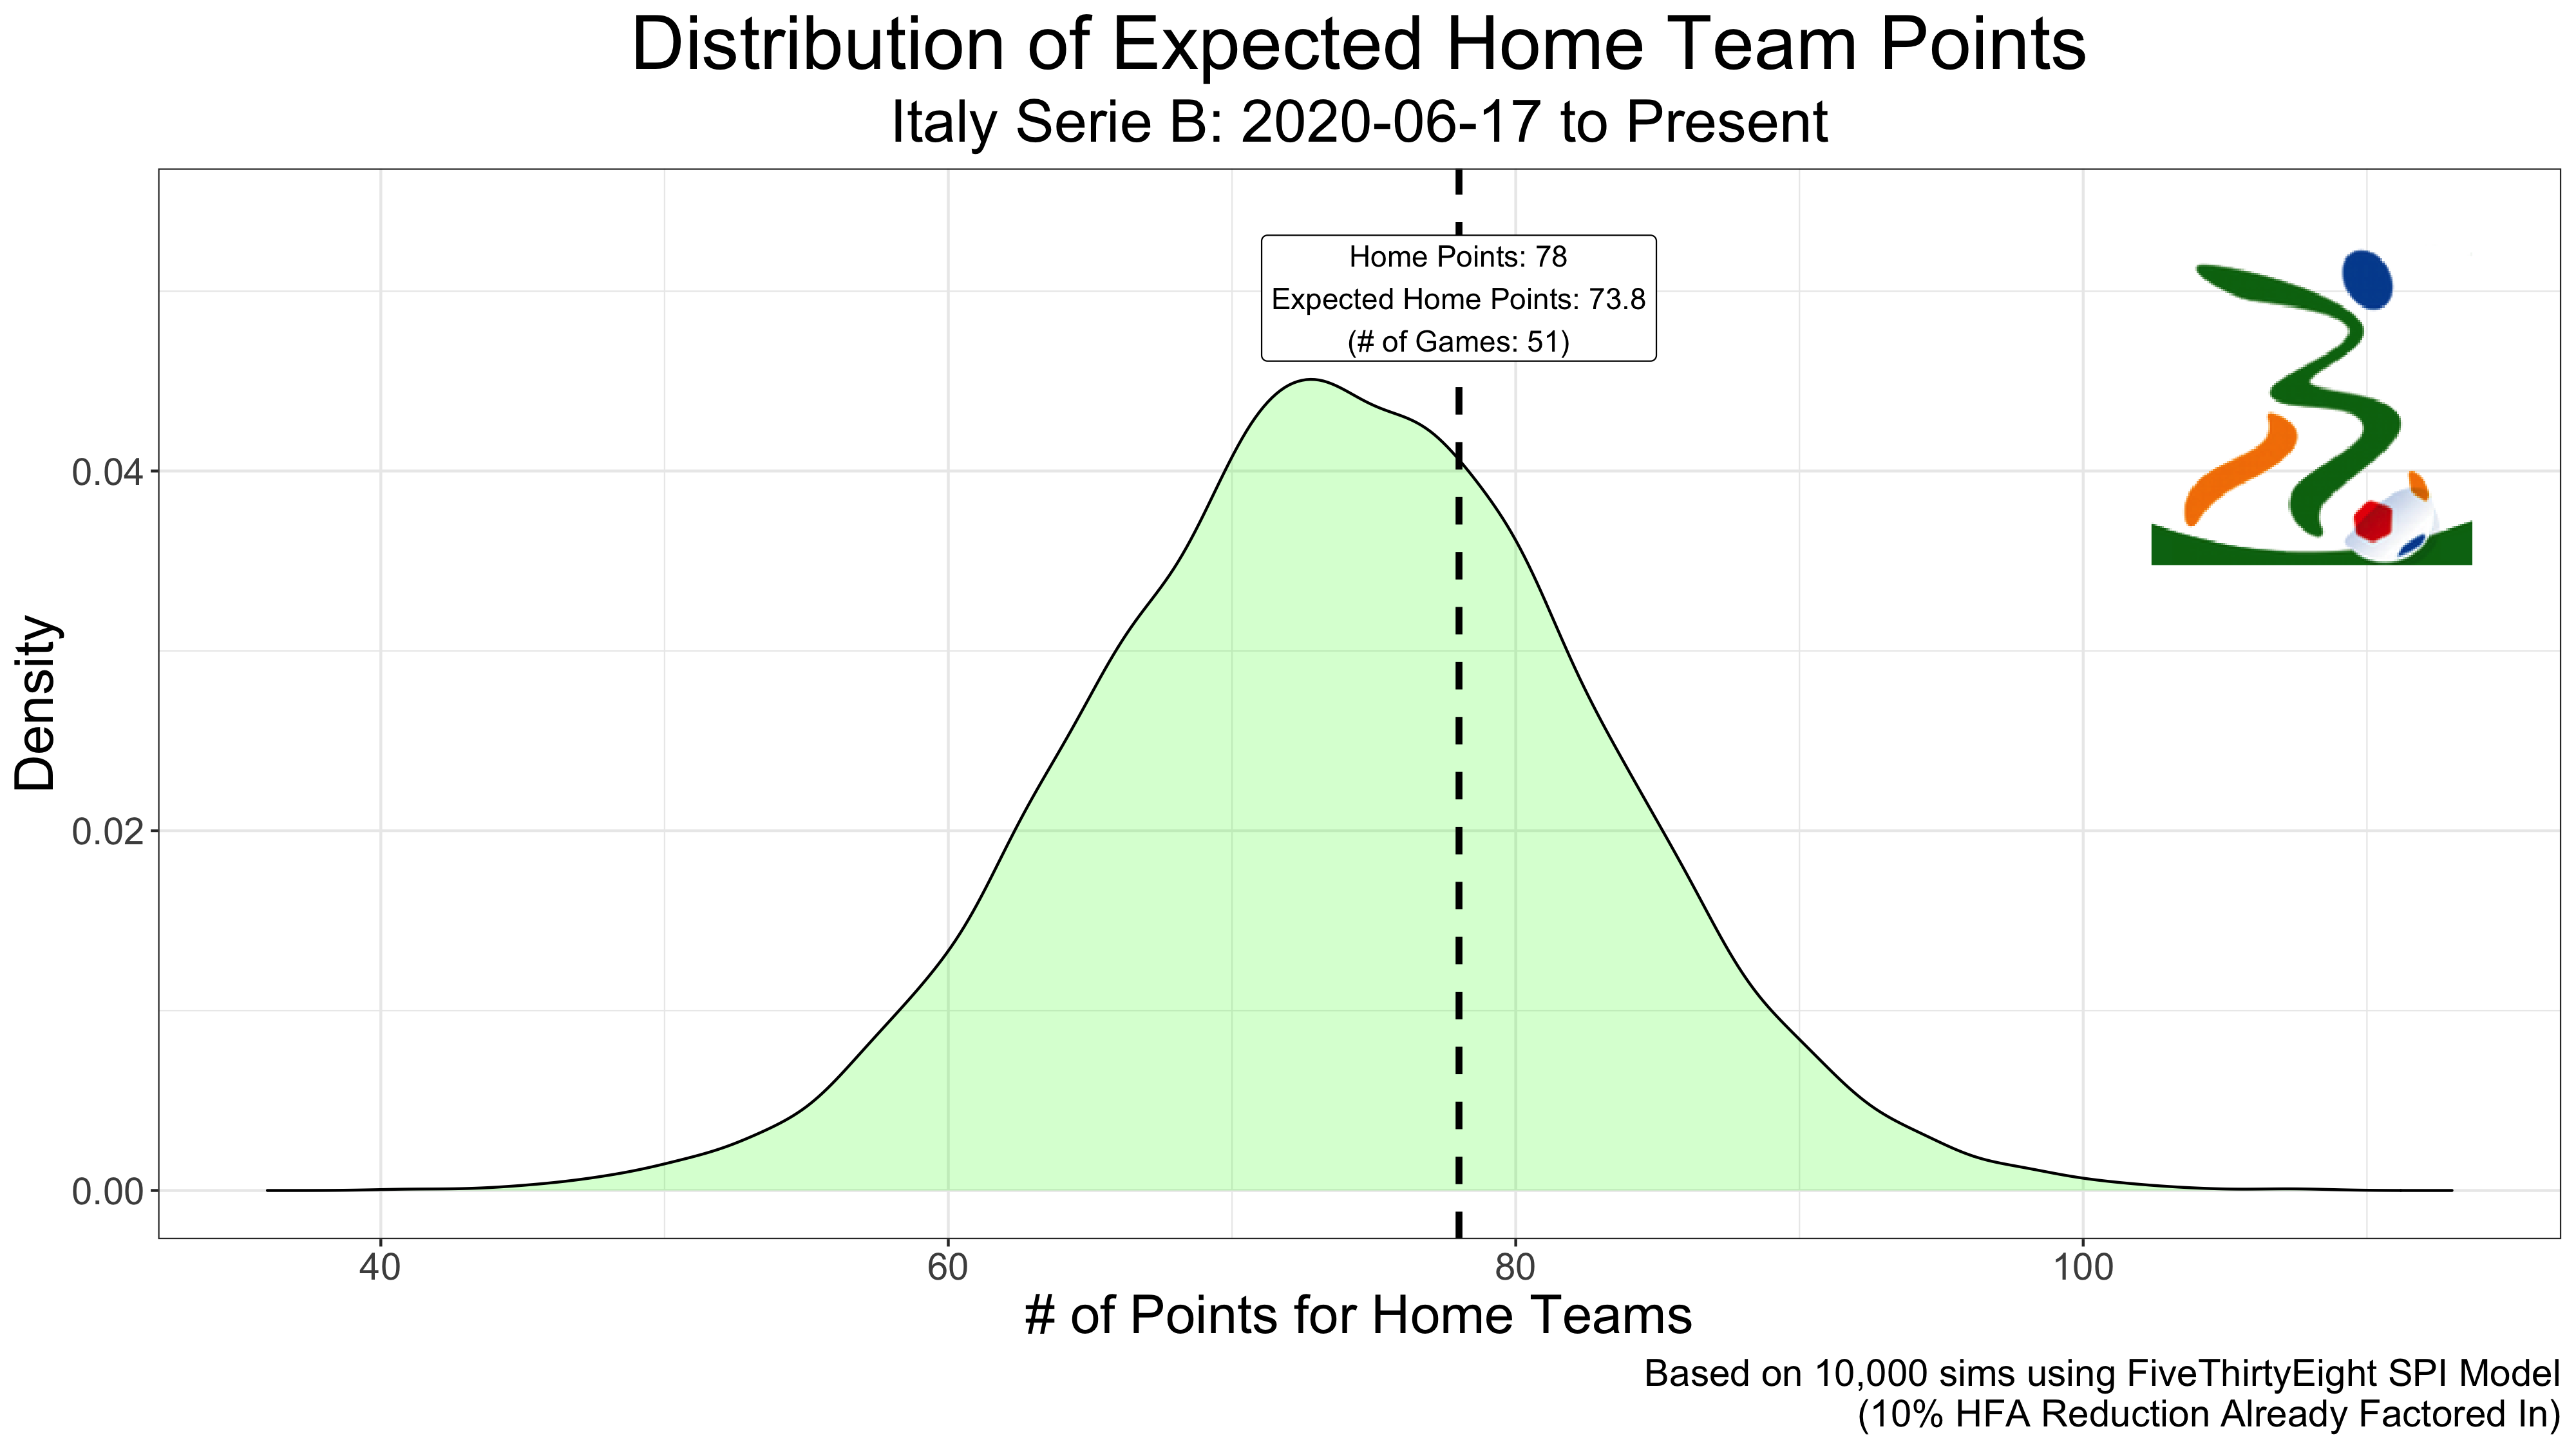 Distribution of Expected Home Team Points
Italy Serie B: 2020-06-17 to Present
Home Points: 78
Expected Home Points: 73.8
(# of Games: 51)
Density
0.04
0.02
0.00
40 60 80 100
# of Points for Home Teams
Based on 10,000 sims using FiveThirtyEight SPI Model
(10% HFA Reduction Already Factored In)